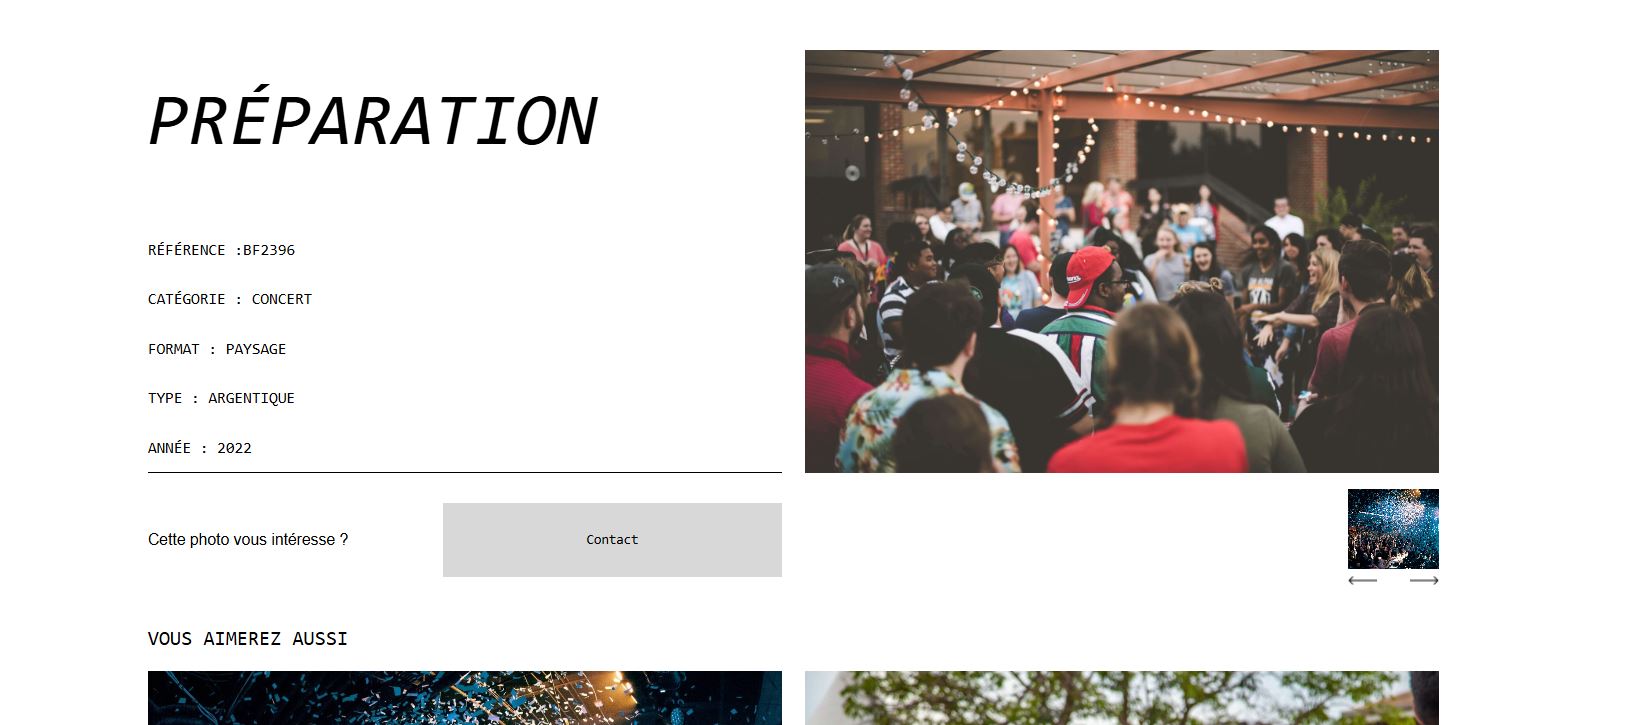 PRÉPARATION
RÉFÉRENCE :BF2396
CATÉGORIE : CONCERT
FORMAT : PAYSAGE
TYPE : ARGENTIQUE
ANNÉE : 2022
Cette photo vous intéresse ?
Contact
VOUS AIMEREZ AUSSI